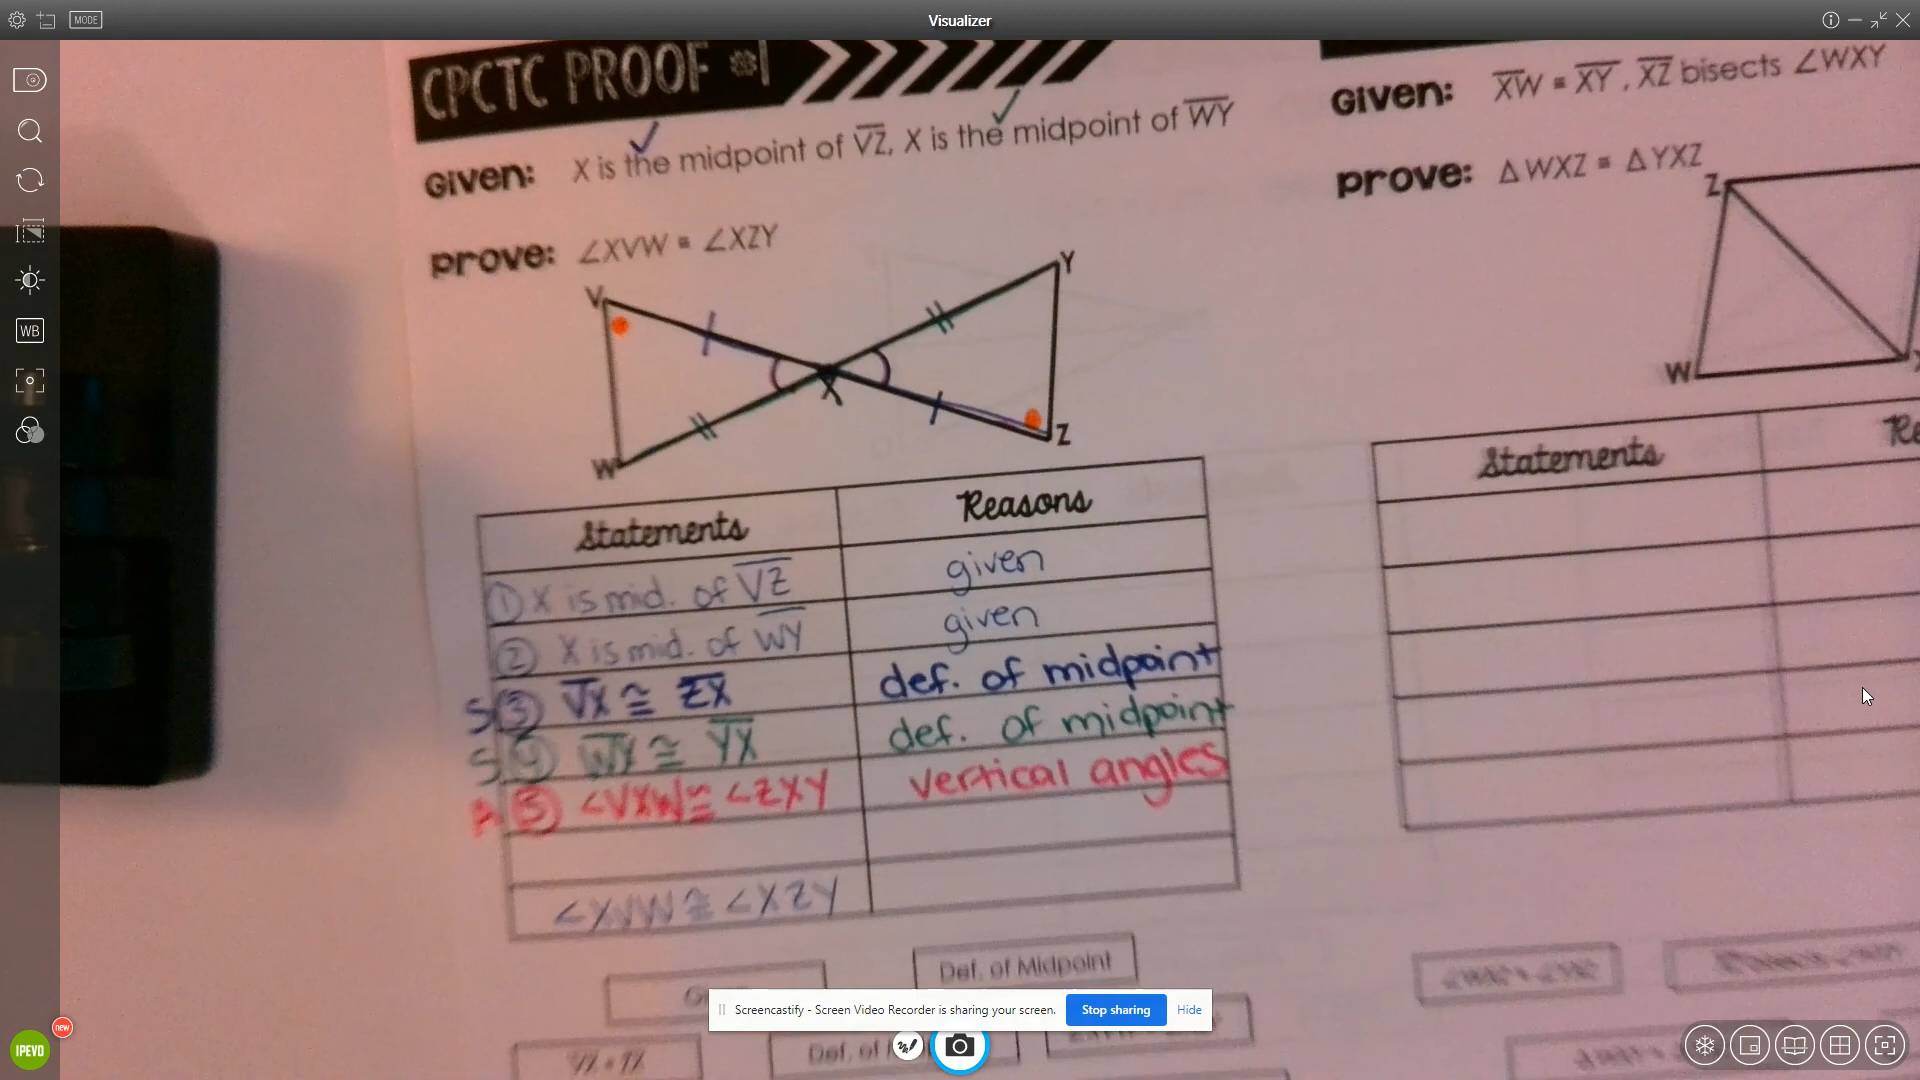 MODE
Visualizer
CPCTC PROOF #1
GIVEN: X is the midpoint of VZ, X is the midpoint of WY
PROVE: ∠XVW ≅ ∠XZY
V
Y
X
W
Z
Statements Reasons
① X is mid. of VZ given
② X is mid. of WY given
S ③ VX ≅ ZX def. of midpoint
S ④ WX ≅ YX def. of midpoint
A ⑤ ∠VXW ≅ ∠ZXY vertical angles
∠XVW ≅ ∠XZY
Def. of Midpoint
Def. of
GIVEN: XW ≅ XY, XZ bisects ∠WXY
PROVE: ΔWXZ ≅ ΔYXZ
Z
W
Statements
WB
Screencastify - Screen Video Recorder is sharing your screen.
Stop sharing
Hide
new
IPEVO